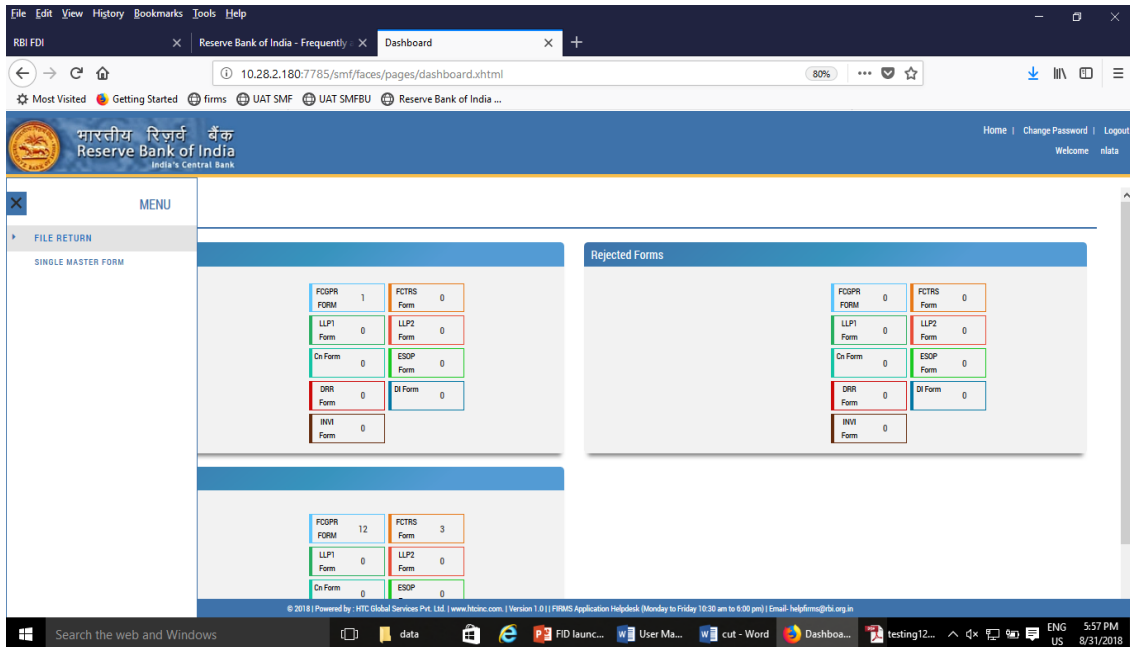 File Edit View History Bookmarks Tools Help
RBI FDI
Reserve Bank of India - Frequently
Dashboard
10.28.2.180:7785/smf/faces/pages/dashboard.xhtml
80%
Most Visited Getting Started firms UAT SMF UAT SMFBU Reserve Bank of India ...
भारतीय रिज़र्व बैंक
Reserve Bank of India
India's Central Bank
Home | Change Password | Logout
Welcome nlata
MENU
FILE RETURN
SINGLE MASTER FORM
Rejected Forms
FCGPR FORM 1 FCTRS Form 0
LLP1 Form 0 LLP2 Form 0
Cn Form 0 ESOP Form 0
DRR Form 0 DI Form 0
INVI Form 0
FCGPR FORM 0 FCTRS Form 0
LLP1 Form 0 LLP2 Form 0
Cn Form 0 ESOP Form 0
DRR Form 0 DI Form 0
INVI Form 0
FCGPR FORM 12 FCTRS Form 3
LLP1 Form 0 LLP2 Form 0
Cn Form 0 ESOP 0
© 2018 | Powered by : HTC Global Services Pvt. Ltd. | www.htcinc.com. | Version 1.0 | | FIRMS Application Helpdesk (Monday to Friday 10:30 am to 6:00 pm) | Email- helpfirms@rbi.org.in
Search the web and Windows
data
FID launc...
User Ma...
cut - Word
Dashboa...
testing12...
ENG US
5:57 PM
8/31/2018